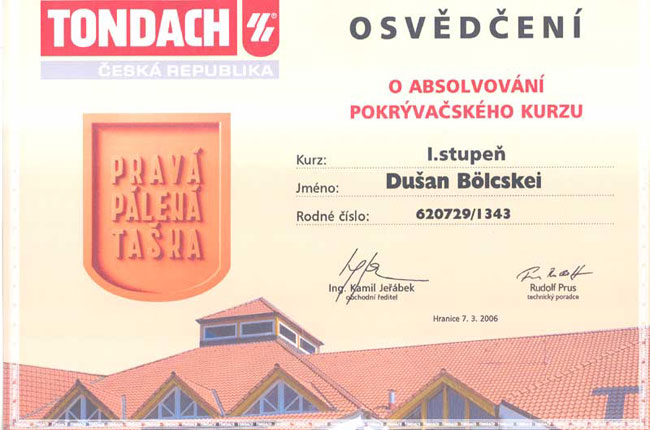 TONDACH
ČESKÁ REPUBLIKA
OSVĚDČENÍ
O ABSOLVOVÁNÍ
POKRÝVAČSKÉHO KURZU
PRAVÁ
PÁLENÁ
TAŠKA
Kurz: I.stupeň
Jméno: Dušan Bölcskei
Rodné číslo: 620729/1343
Ing. Kamil Jeřábek
obchodní ředitel
Rudolf Prus
technický poradce
Hranice 7. 3. 2006